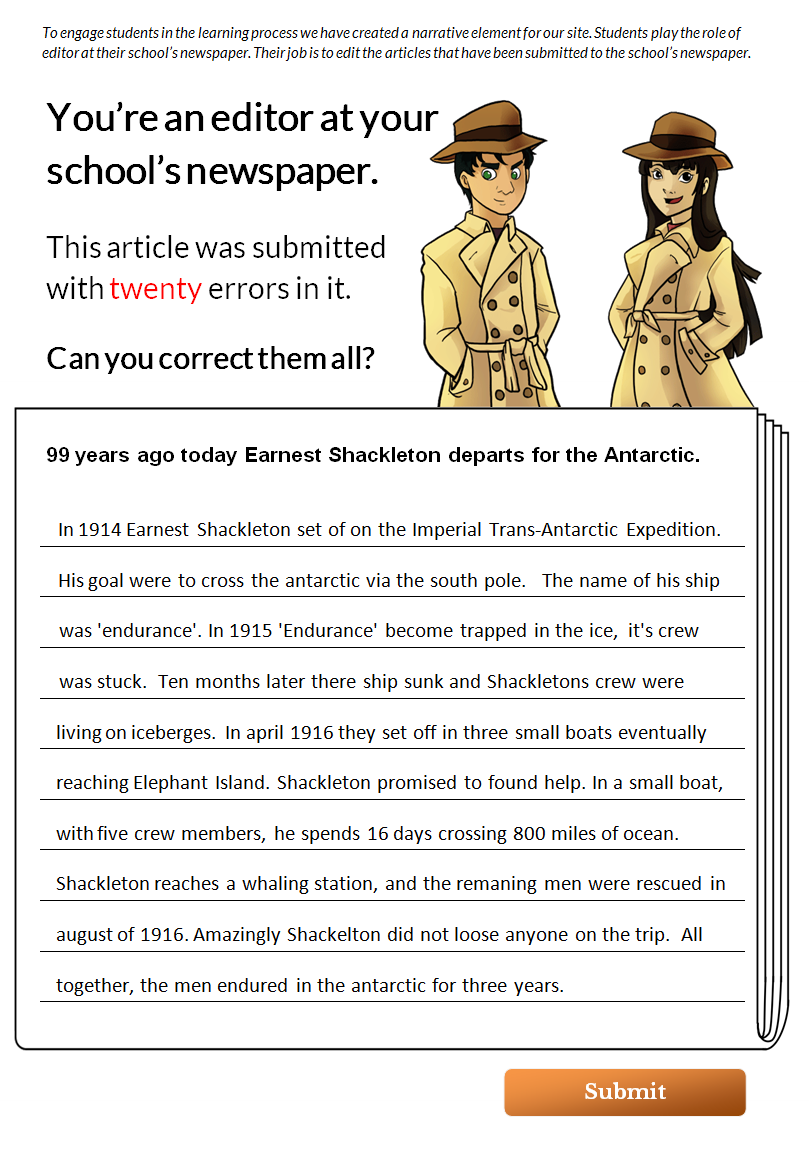 To engage students in the learning process we have created a narrative element for our site. Students play the role of
editor at their school's newspaper. Their job is to edit the articles that have been submitted to the school's newspaper.
You're an editor at your
school's newspaper.
This article was submitted
with twenty errors in it.
Can you correct them all?
99 years ago today Earnest Shackleton departs for the Antarctic.
In 1914 Earnest Shackleton set of on the Imperial Trans-Antarctic Expedition.
His goal were to cross the antarctic via the south pole. The name of his ship
was 'endurance'. In 1915 'Endurance' become trapped in the ice, it's crew
was stuck. Ten months later there ship sunk and Shackletons crew were
living on iceberges. In april 1916 they set off in three small boats eventually
reaching Elephant Island. Shackleton promised to found help. In a small boat,
with five crew members, he spends 16 days crossing 800 miles of ocean.
Shackleton reaches a whaling station, and the remaning men were rescued in
august of 1916. Amazingly Shackelton did not loose anyone on the trip. All
together, the men endured in the antarctic for three years.
Submit